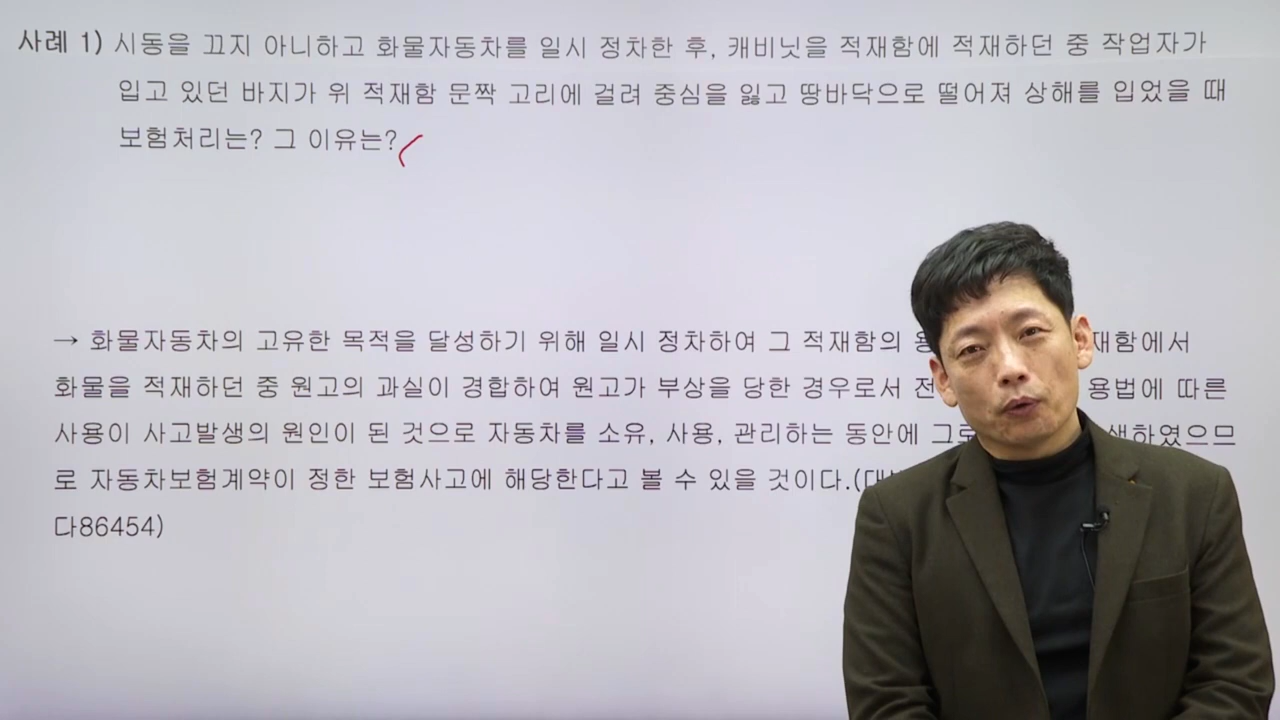 사례 1) 시동을 끄지 아니하고 화물자동차를 일시 정차한 후, 캐비닛을 적재함에 적재하던 중 작업자가
입고 있던 바지가 위 적재함 문짝 고리에 걸려 중심을 잃고 땅바닥으로 떨어져 상해를 입었을 때
보험처리는? 그 이유는?
→ 화물자동차의 고유한 목적을 달성하기 위해 일시 정차하여 그 적재함의 재함에서
화물을 적재하던 중 원고의 과실이 경합하여 원고가 부상을 당한 경우로서 용법에 따른
사용이 사고발생의 원인이 된 것으로 자동차를 소유, 사용, 관리하는 동안에 생하였으므
로 자동차보험계약이 정한 보험사고에 해당한다고 볼 수 있을 것이다.(대
다86454)